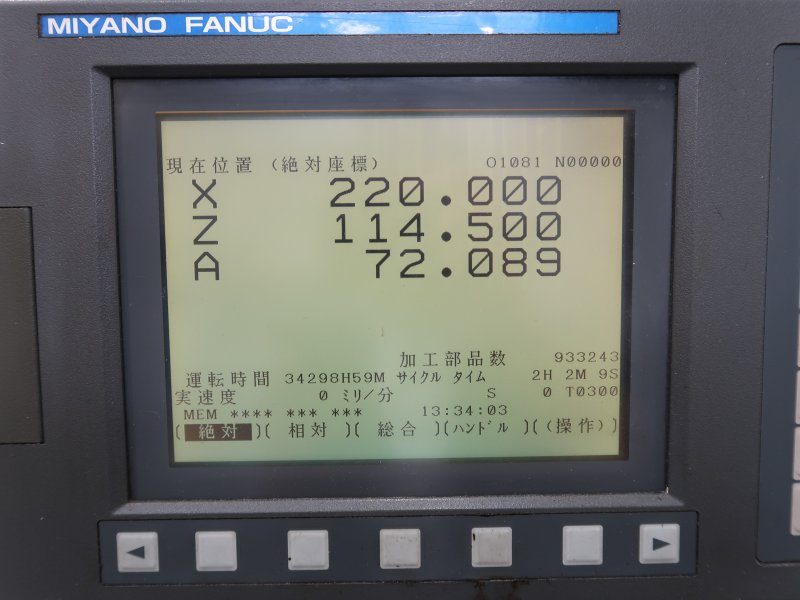 MIYANO FANUC
現在位置 (絶対座標) O1081 N00000
X 220.000
Z 114.500
A 72.089
加工部品数 933243
運転時間 34298H59M サイクル タイム 2H 2M 9S
実速度 0 ミリ/分 S 0 T0300
MEM **** *** *** 13:34:03
( 絶対 )( 相対 )( 総合 )(ハンドル )( (操作) )